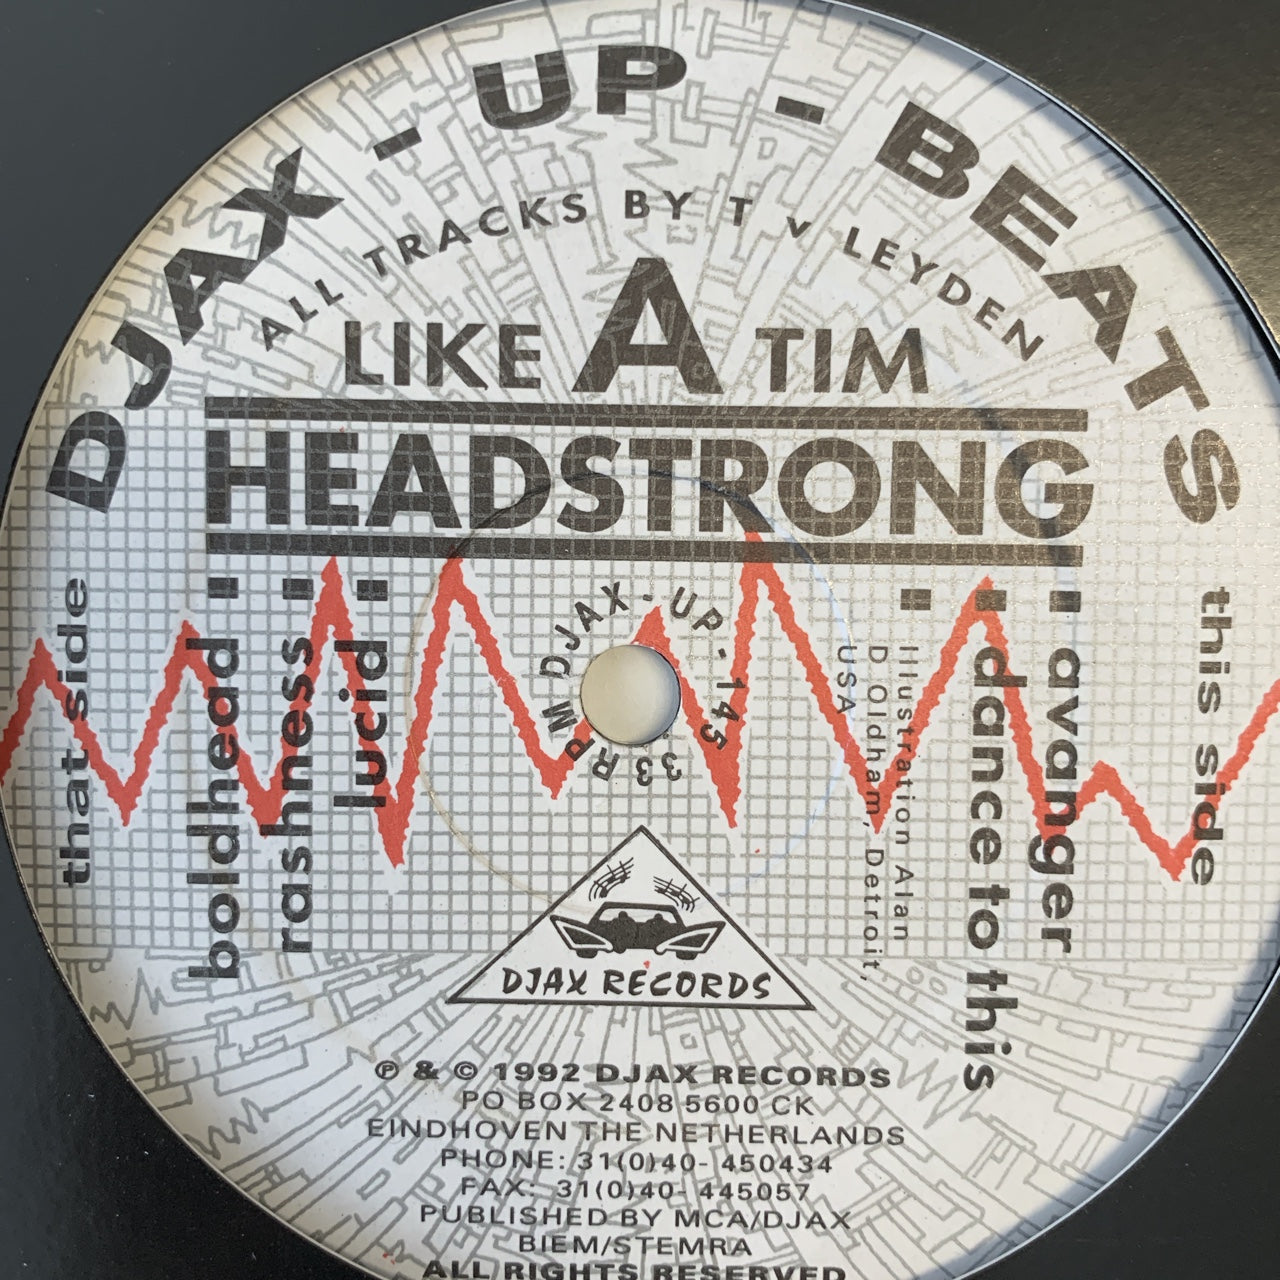 DJAX - UP - BEATS
ALL TRACKS BY T v LEYDEN
LIKE A TIM
HEADSTRONG
that side
boldhead "
rashness "
lucid "
DJAX - UP - 145
33 RPM
this side
" avanger
" dance to this
" Illustration Alan
D Oldham, Detroit,
USA
DJAX RECORDS
℗ & © 1992 DJAX RECORDS
PO BOX 2408 5600 CK
EINDHOVEN THE NETHERLANDS
PHONE: 31(0)40- 450434
FAX: 31(0)40- 445057
PUBLISHED BY MCA/DJAX
BIEM/STEMRA
ALL RIGHTS RESERVED